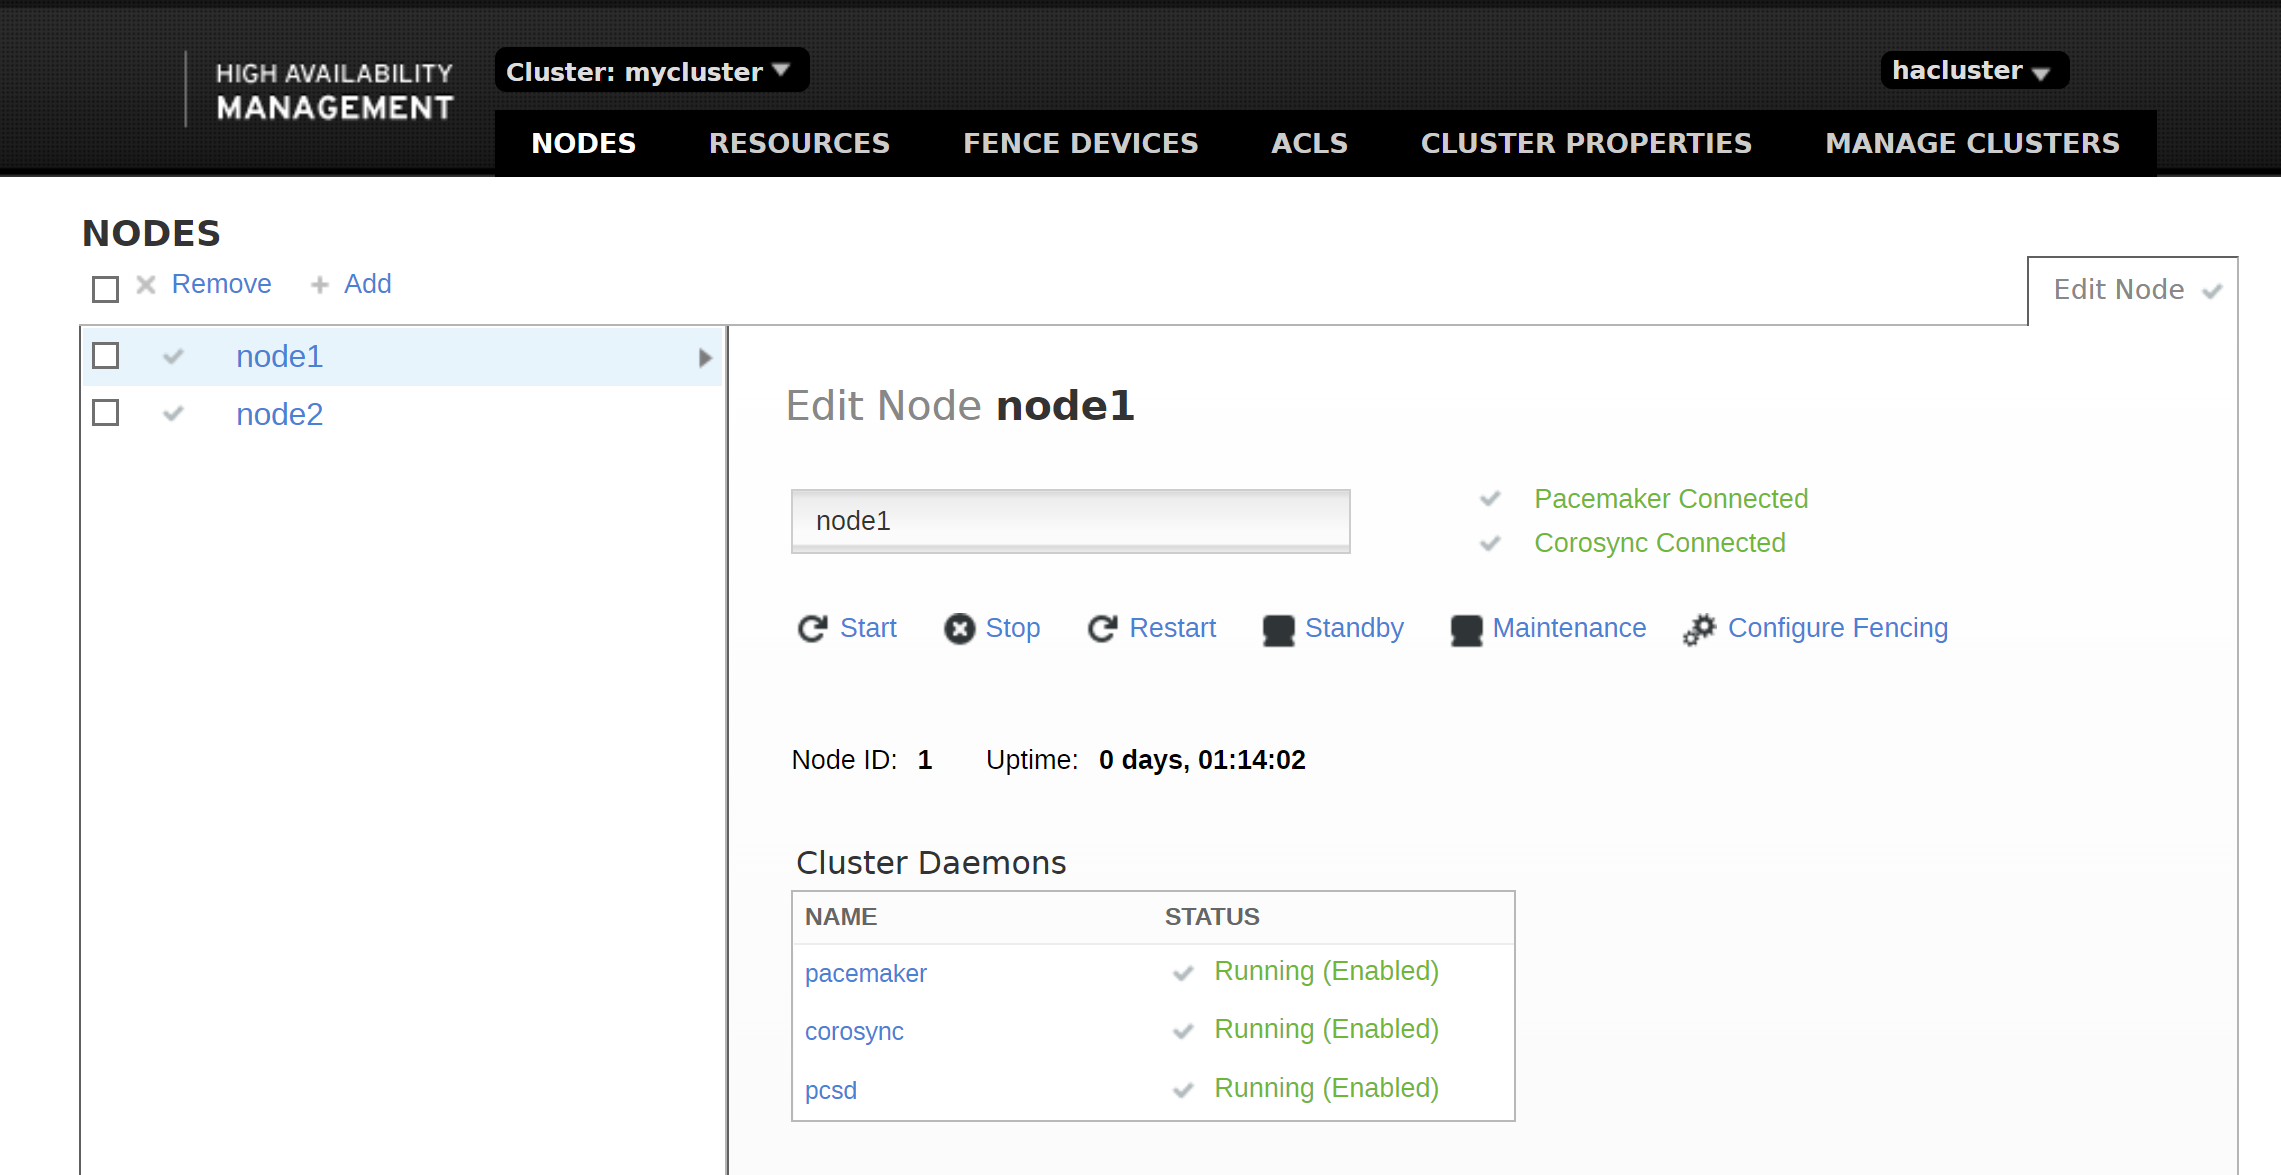 HIGH AVAILABILITY
MANAGEMENT
Cluster: mycluster
hacluster
NODES RESOURCES FENCE DEVICES ACLS CLUSTER PROPERTIES MANAGE CLUSTERS
NODES
Remove Add
Edit Node
node1
node2
Edit Node node1
node1
Pacemaker Connected
Corosync Connected
Start Stop Restart Standby Maintenance Configure Fencing
Node ID: 1 Uptime: 0 days, 01:14:02
Cluster Daemons
NAME STATUS
pacemaker Running (Enabled)
corosync Running (Enabled)
pcsd Running (Enabled)